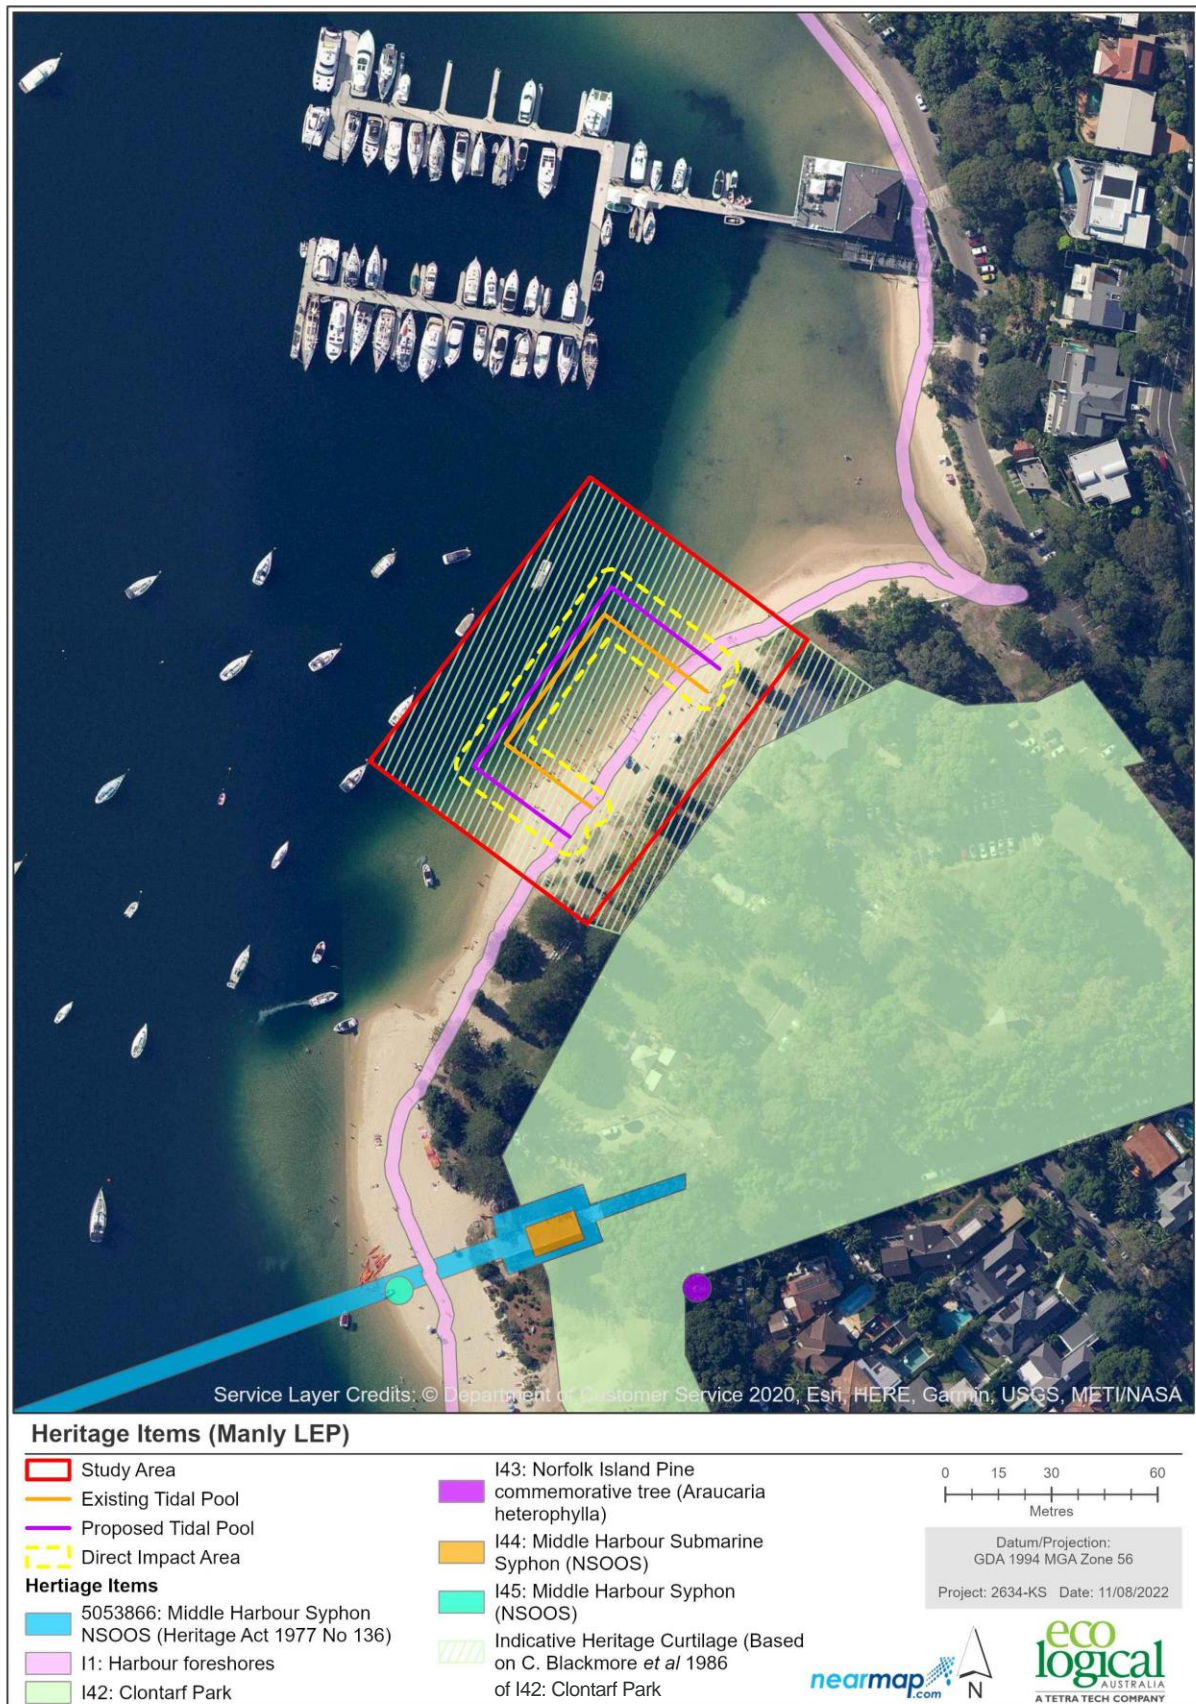 Service Layer Credits: © Department of Customer Service 2020, Esri, HERE, Garmin, USGS, METI/NASA
Heritage Items (Manly LEP)
Study Area
Existing Tidal Pool
Proposed Tidal Pool
Direct Impact Area
Hertiage Items
5053866: Middle Harbour Syphon
NSOOS (Heritage Act 1977 No 136)
I1: Harbour foreshores
I42: Clontarf Park
I43: Norfolk Island Pine
commemorative tree (Araucaria
heterophylla)
I44: Middle Harbour Submarine
Syphon (NSOOS)
I45: Middle Harbour Syphon
(NSOOS)
Indicative Heritage Curtilage (Based
on C. Blackmore et al 1986
of I42: Clontarf Park
0 15 30 60
Metres
Datum/Projection:
GDA 1994 MGA Zone 56
Project: 2634-KS Date: 11/08/2022
nearmap.com
N
eco
logical
AUSTRALIA
A TETRA TECH COMPANY